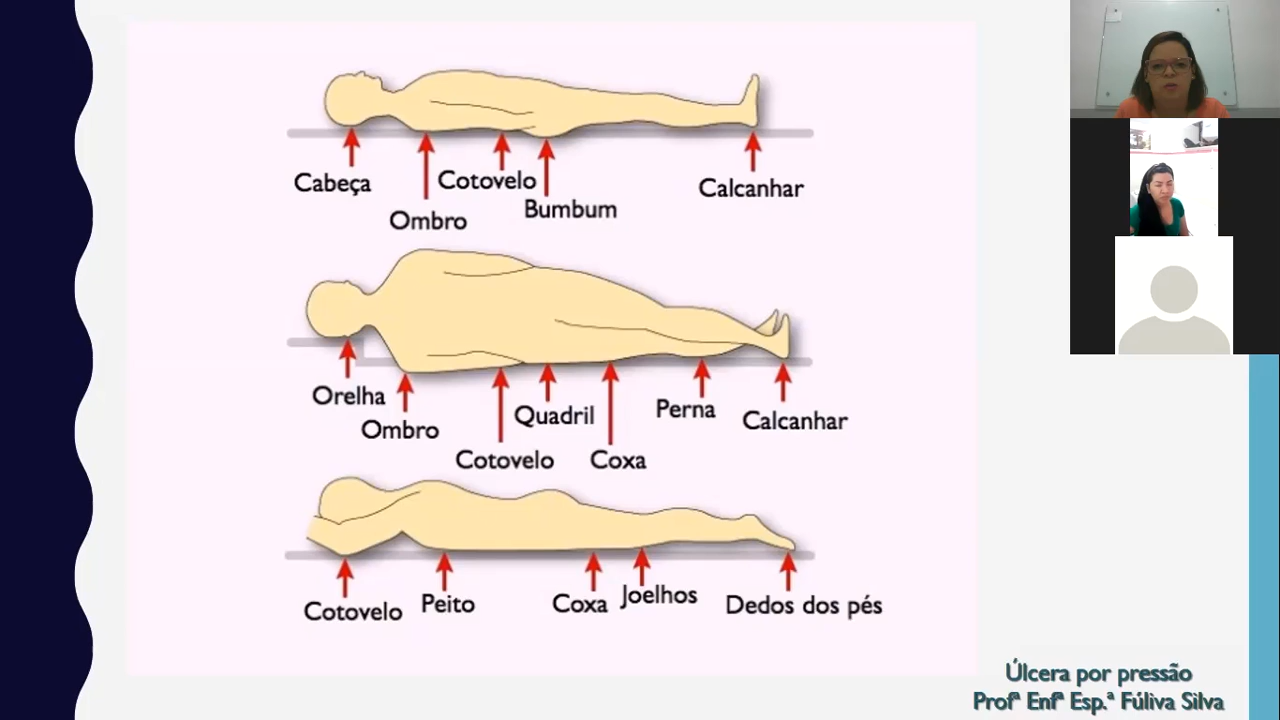 Cabeça
Ombro
Cotovelo
Bumbum
Calcanhar
Orelha
Ombro
Cotovelo
Quadril
Coxa
Perna
Calcanhar
Cotovelo
Peito
Coxa
Joelhos
Dedos dos pés
Úlcera por pressão
Profª Enfª Esp.ª Fúliva Silva